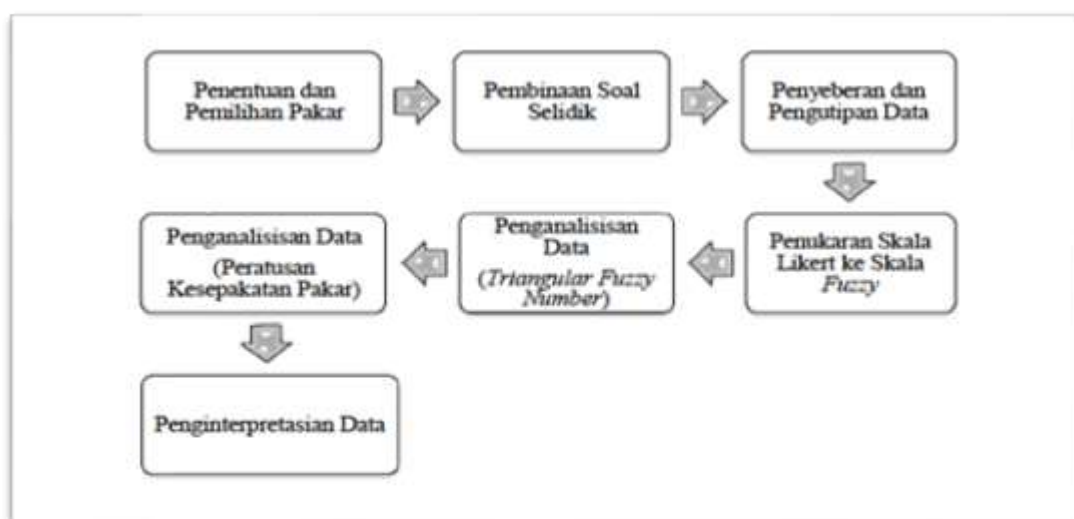 Penentuan dan
Pemilihan Pakar
Pembinaan Soal
Selidik
Penyeberan dan
Pengutipan Data
Penukaran Skala
Likert ke Skala
Fuzzy
Penganalisisan
Data
(Triangular Fuzzy
Number)
Penganalisisan Data
(Peratusan
Kesepakatan Pakar)
Penginterpretasian Data